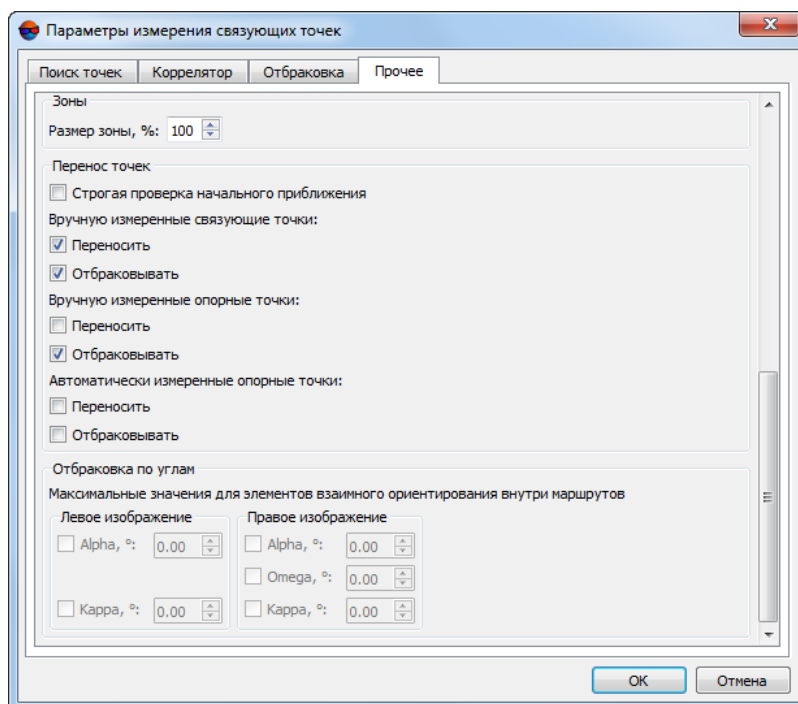 Параметры измерения связующих точек
Поиск точек Коррелятор Отбраковка Прочее
Зоны
Размер зоны, %: 100
Перенос точек
Строгая проверка начального приближения
Вручную измеренные связующие точки:
Переносить
Отбраковывать
Вручную измеренные опорные точки:
Переносить
Отбраковывать
Автоматически измеренные опорные точки:
Переносить
Отбраковывать
Отбраковка по углам
Максимальные значения для элементов взаимного ориентирования внутри маршрутов
Левое изображение Правое изображение
Alpha, °: 0.00 Alpha, °: 0.00
Omega, °: 0.00
Kappa, °: 0.00 Kappa, °: 0.00
OK Отмена